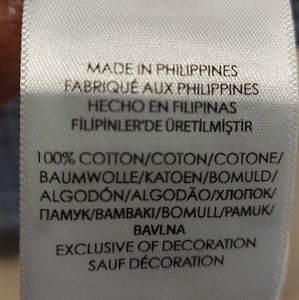 MADE IN PHILIPPINES
FABRIQUÉ AUX PHILIPPINES
HECHO EN FILIPINAS
FİLİPİNLER'DE ÜRETİLMİŞTİR
100% COTTON/COTON/COTONE/
BAUMWOLLE/KATOEN/BOMULD/
ALGODÓN/ALGODÃO/ХЛОПОК/
ПАМУК/ΒΑΜΒΑΚΙ/BOMULL/PAMUK/
BAVLNA
EXCLUSIVE OF DECORATION
SAUF DÉCORATION